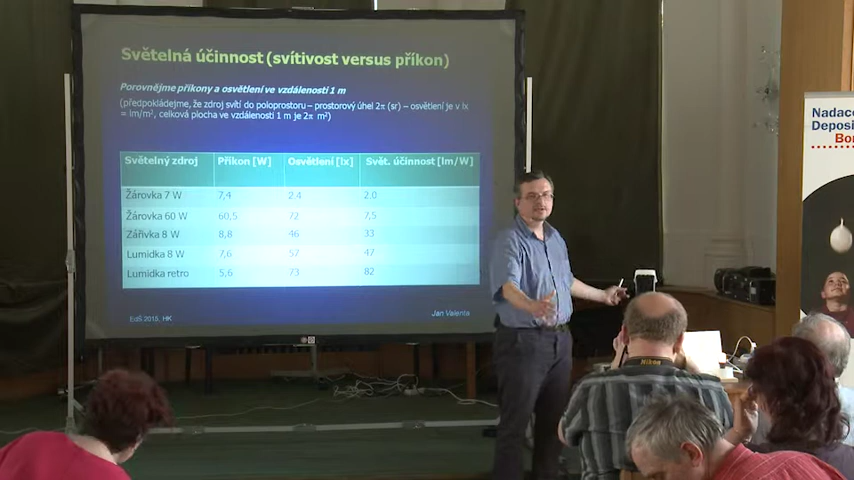 Světelná účinnost (svítivost versus příkon)
Porovnejme příkony a osvětlení ve vzdálenosti 1 m
(předpokládejme, že zdroj svítí do poloprostoru – prostorový úhel 2π (sr) – osvětlení je v lx
= lm/m², celková plocha ve vzdálenosti 1 m je 2π m²)
Světelný zdroj Příkon [W] Osvětlení [lx] Svět. účinnost [lm/W]
Žárovka 7 W 7,4 2.4 2.0
Žárovka 60 W 60,5 72 7,5
Zářivka 8 W 8,8 46 33
Lumidka 8 W 7,6 57 47
Lumidka retro 5,6 73 82
2015, HK
Jan Valenta
Nadace
Nikon